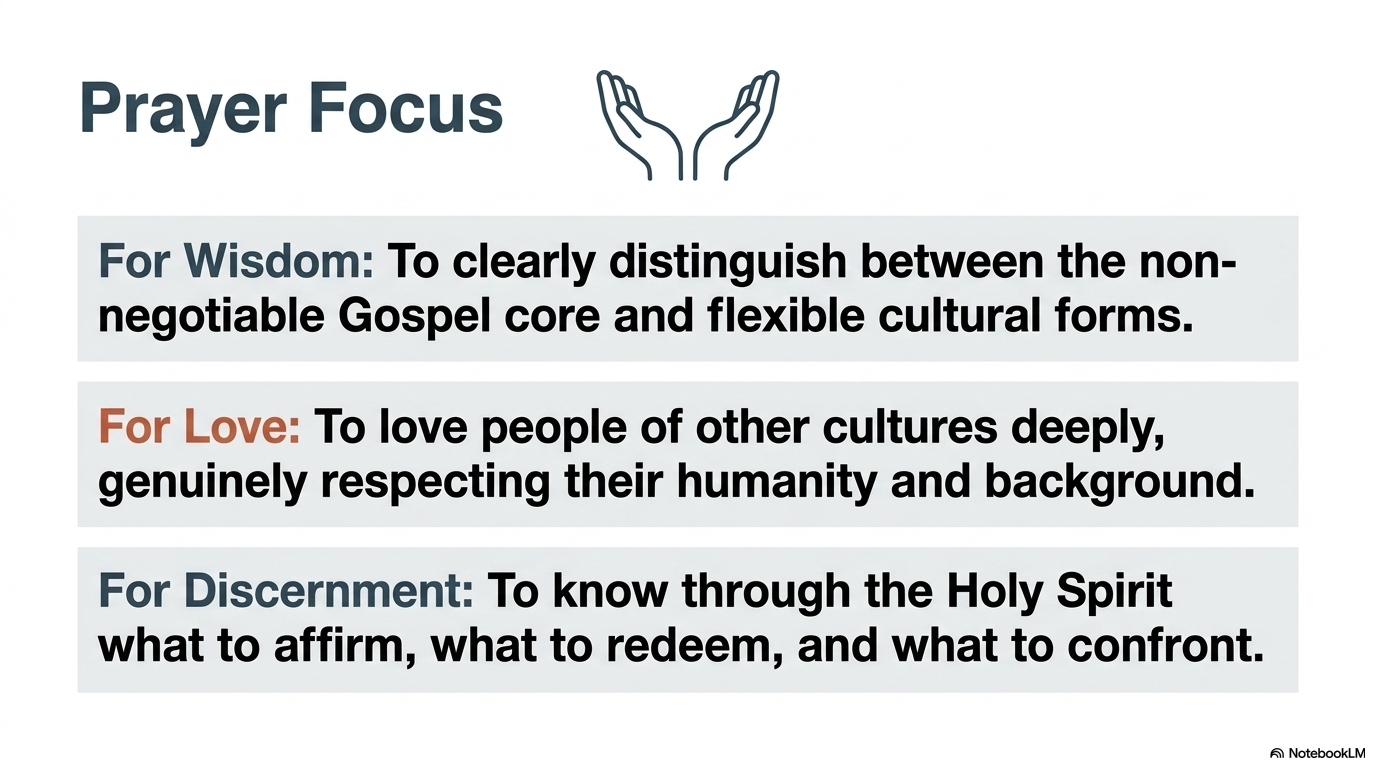 Prayer Focus
For Wisdom: To clearly distinguish between the non-
negotiable Gospel core and flexible cultural forms.
For Love: To love people of other cultures deeply,
genuinely respecting their humanity and background.
For Discernment: To know through the Holy Spirit
what to affirm, what to redeem, and what to confront.
NotebookLM